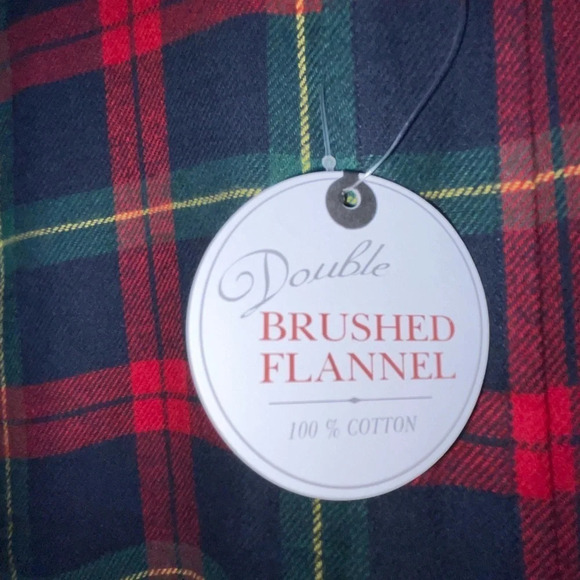 Double
BRUSHED
FLANNEL
100 % COTTON